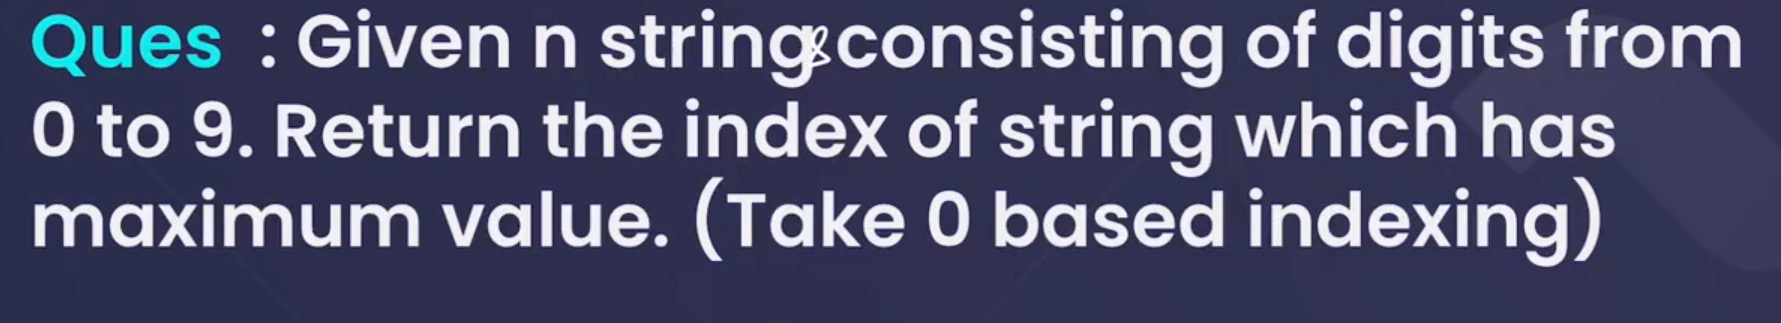 Ques : Given n strings consisting of digits from
0 to 9. Return the index of string which has
maximum value. (Take 0 based indexing)